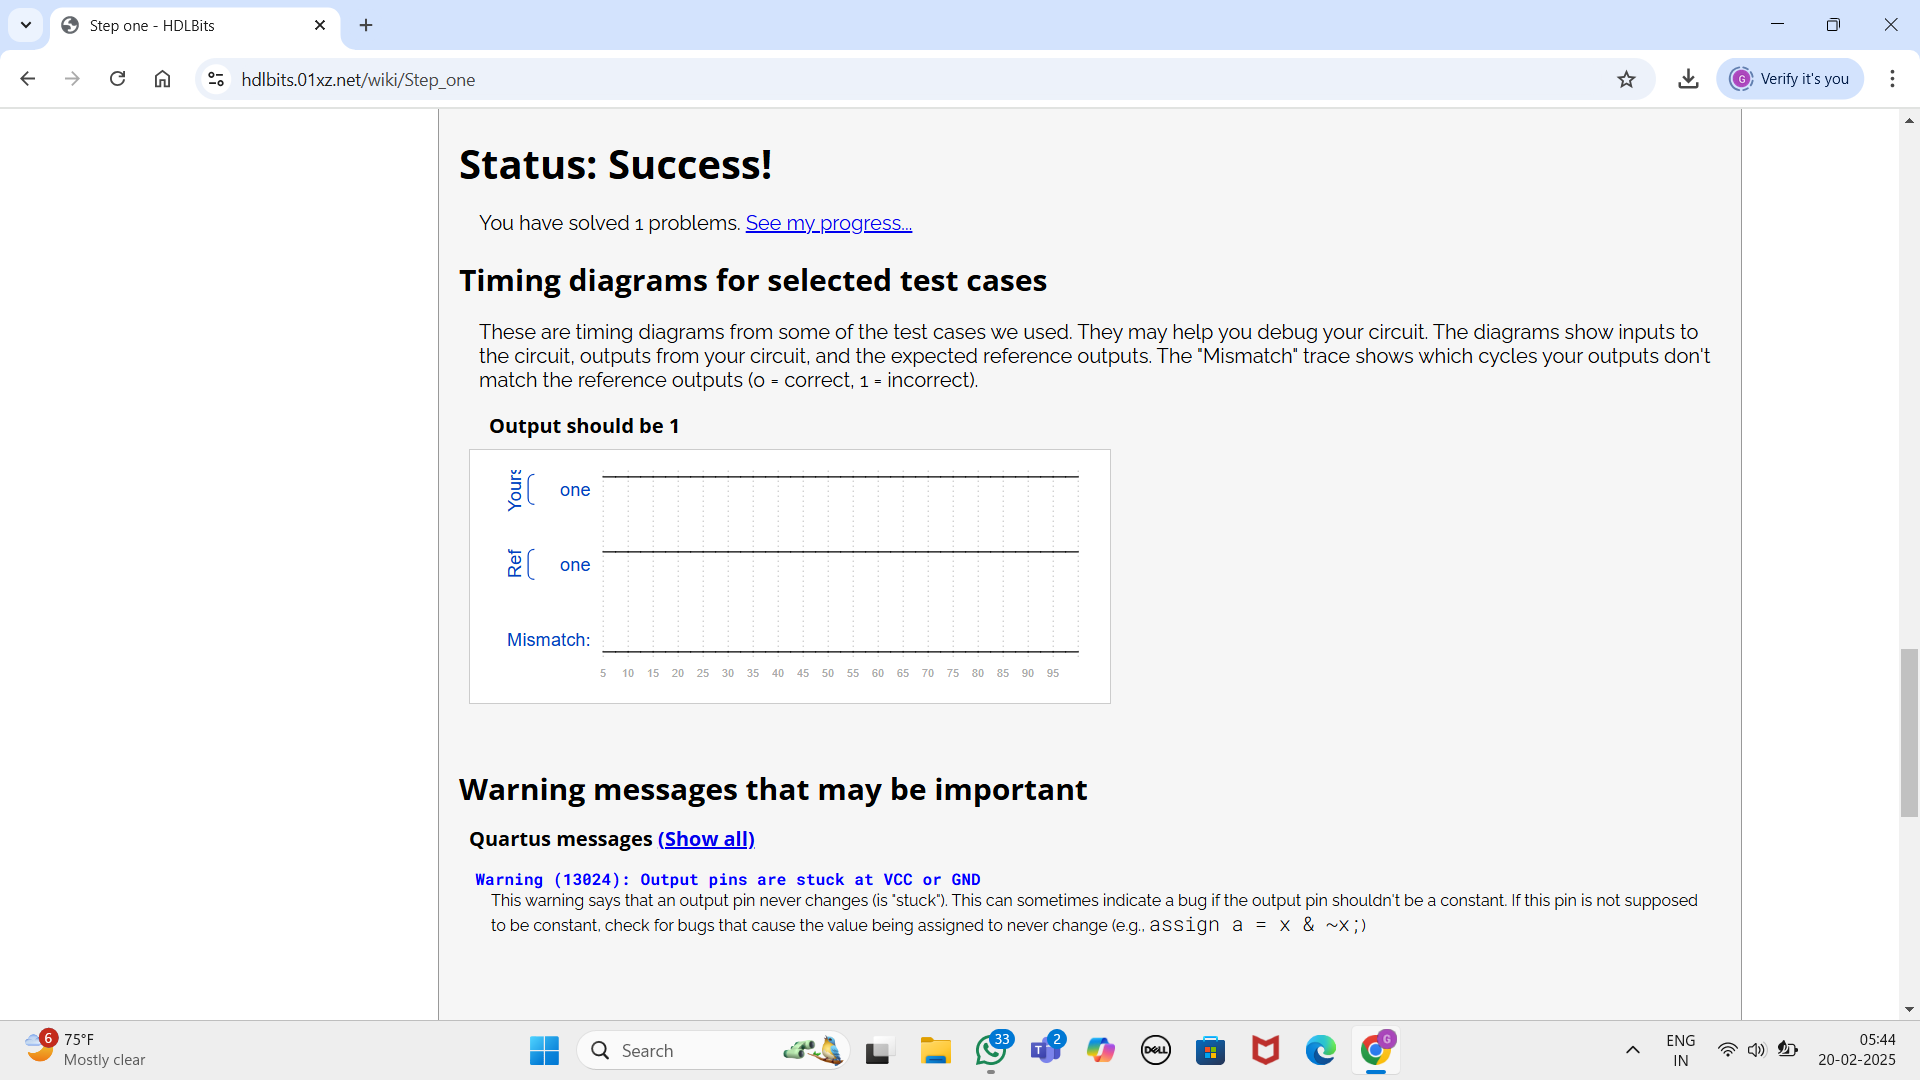 Step one - HDLBits
hdlbits.01xz.net/wiki/Step_one
G
Verify it's you
Status: Success!
You have solved 1 problems. See my progress...
Timing diagrams for selected test cases
These are timing diagrams from some of the test cases we used. They may help you debug your circuit. The diagrams show inputs to
the circuit, outputs from your circuit, and the expected reference outputs. The "Mismatch" trace shows which cycles your outputs don't
match the reference outputs (0 = correct, 1 = incorrect).
Output should be 1
Yours one
Ref one
Mismatch:
5 10 15 20 25 30 35 40 45 50 55 60 65 70 75 80 85 90 95
Warning messages that may be important
Quartus messages (Show all)
Warning (13024): Output pins are stuck at VCC or GND
This warning says that an output pin never changes (is "stuck"). This can sometimes indicate a bug if the output pin shouldn't be a constant. If this pin is not supposed
to be constant, check for bugs that cause the value being assigned to never change (e.g., assign a = x & ~x;)
6
75°F
Mostly clear
Search
33
T
2
DELL
G
ENG
IN
05:44
20-02-2025